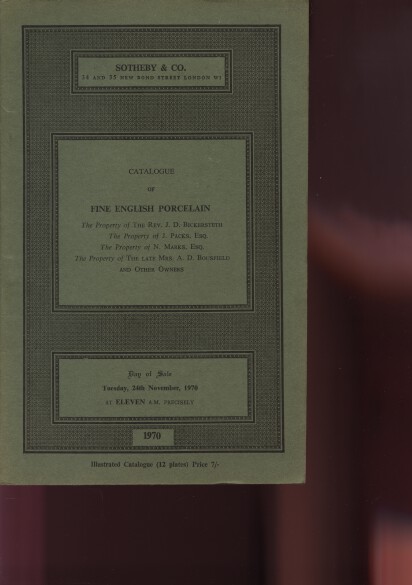 SOTHEBY & CO.
34 AND 35 NEW BOND STREET LONDON W1
CATALOGUE
OF
FINE ENGLISH PORCELAIN
The Property of THE REV. J. D. BICKERSTETH
The Property of J. PACKS, ESQ.
The Property of N. MARKS, ESQ.
The Property of THE LATE MRS. A. D. BOURFIELD
AND OTHER OWNERS
Day of Sale
Tuesday, 24th November, 1970
AT ELEVEN A.M. PRECISELY
1970
Illustrated Catalogue (12 plates) Price 7/-